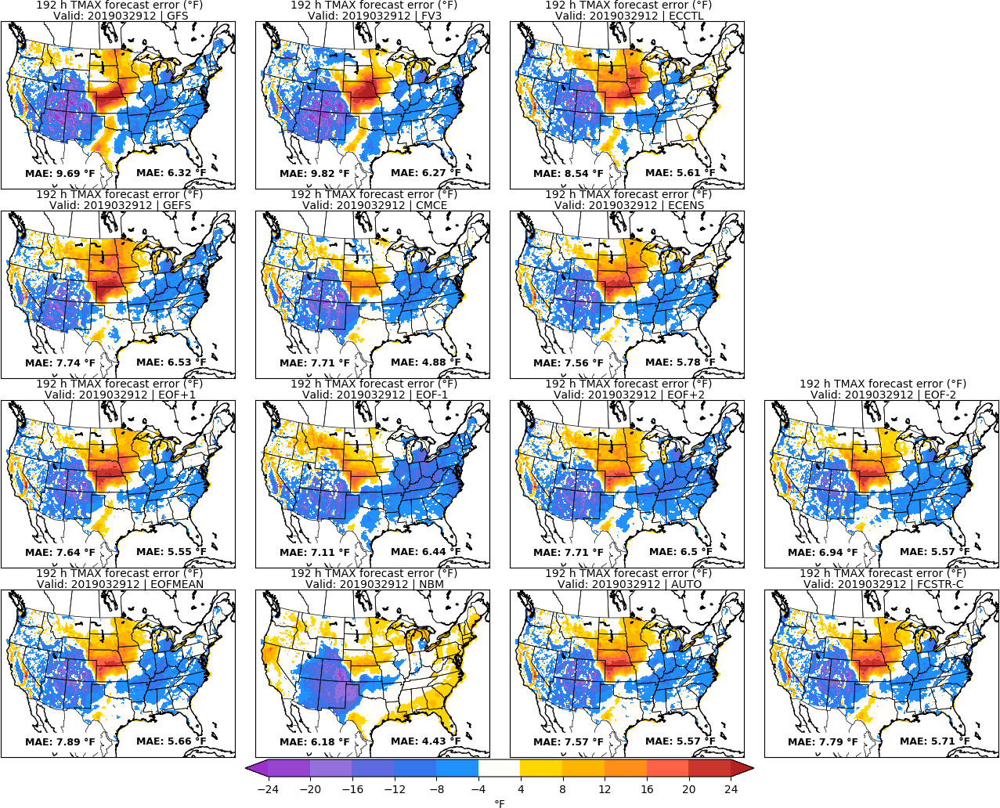 192 h TMAX forecast error (°F)
Valid: 2019032912 | GFS
MAE: 9.69 °F
MAE: 6.32 °F
192 h TMAX forecast error (°F)
Valid: 2019032912 | FV3
MAE: 9.82 °F
MAE: 6.27 °F
192 h TMAX forecast error (°F)
Valid: 2019032912 | ECCTL
MAE: 8.54 °F
MAE: 5.61 °F
192 h TMAX forecast error (°F)
Valid: 2019032912 | GEFS
MAE: 7.74 °F
MAE: 6.53 °F
192 h TMAX forecast error (°F)
Valid: 2019032912 | CMCE
MAE: 7.71 °F
MAE: 4.88 °F
192 h TMAX forecast error (°F)
Valid: 2019032912 | ECENS
MAE: 7.56 °F
MAE: 5.78 °F
192 h TMAX forecast error (°F)
Valid: 2019032912 | EOF+1
MAE: 7.64 °F
MAE: 5.55 °F
192 h TMAX forecast error (°F)
Valid: 2019032912 | EOF-1
MAE: 7.11 °F
MAE: 6.44 °F
192 h TMAX forecast error (°F)
Valid: 2019032912 | EOF+2
MAE: 7.71 °F
MAE: 6.5 °F
192 h TMAX forecast error (°F)
Valid: 2019032912 | EOF-2
MAE: 6.94 °F
MAE: 5.57 °F
192 h TMAX forecast error (°F)
Valid: 2019032912 | EOFMEAN
MAE: 7.89 °F
MAE: 5.66 °F
192 h TMAX forecast error (°F)
Valid: 2019032912 | NBM
MAE: 6.18 °F
MAE: 4.43 °F
192 h TMAX forecast error (°F)
Valid: 2019032912 | AUTO
MAE: 7.57 °F
MAE: 5.57 °F
192 h TMAX forecast error (°F)
Valid: 2019032912 | FCSTR-C
MAE: 7.79 °F
MAE: 5.71 °F
−24 −20 −16 −12 −8 −4 4 8 12 16 20 24
°F